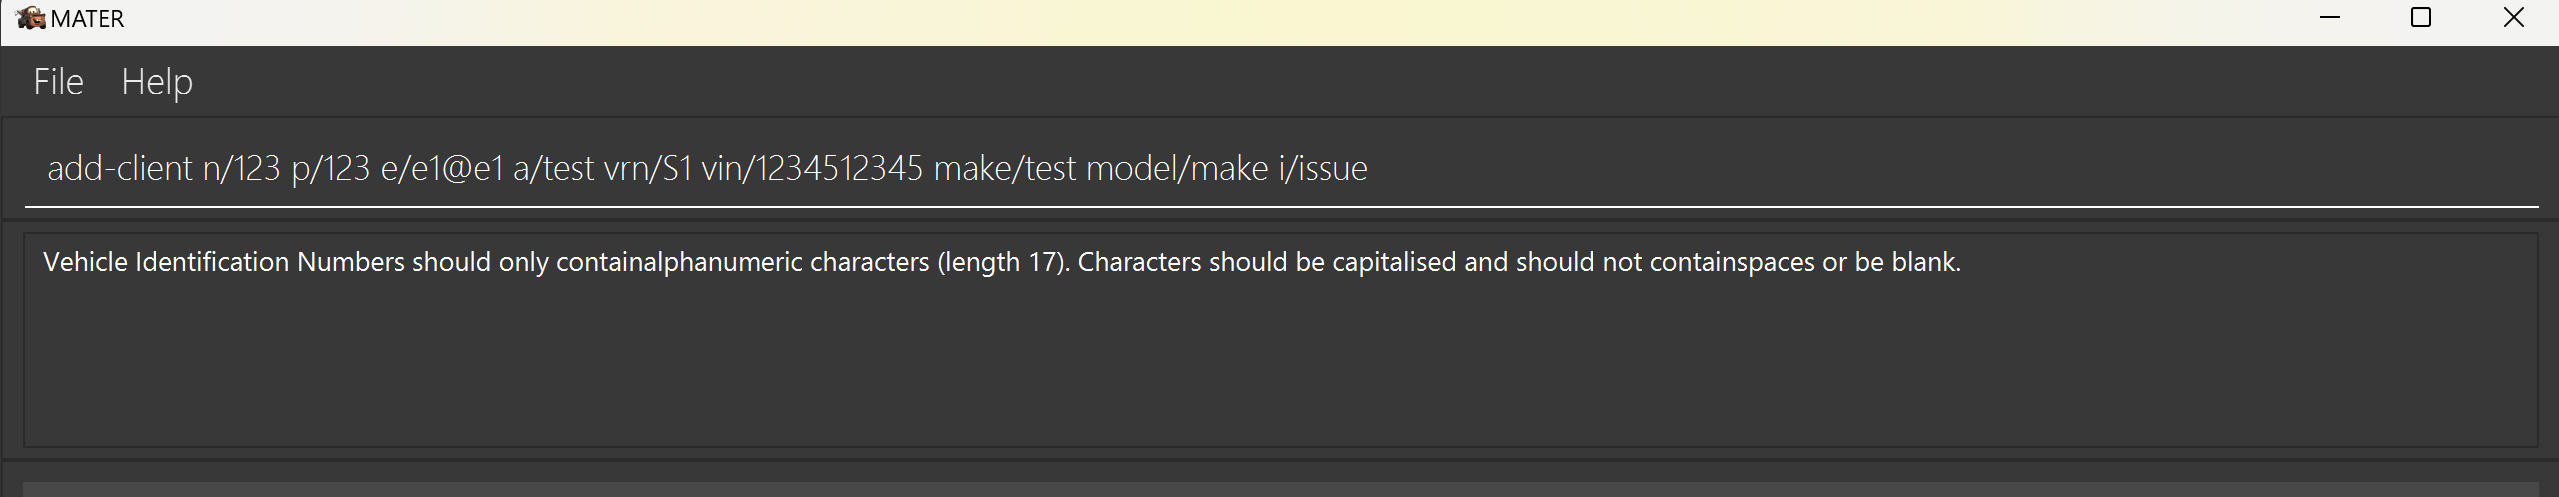 MATER
File Help
add-client n/123 p/123 e/e1@e1 a/test vrn/S1 vin/1234512345 make/test model/make i/issue
Vehicle Identification Numbers should only containalphanumeric characters (length 17). Characters should be capitalised and should not containspaces or be blank.